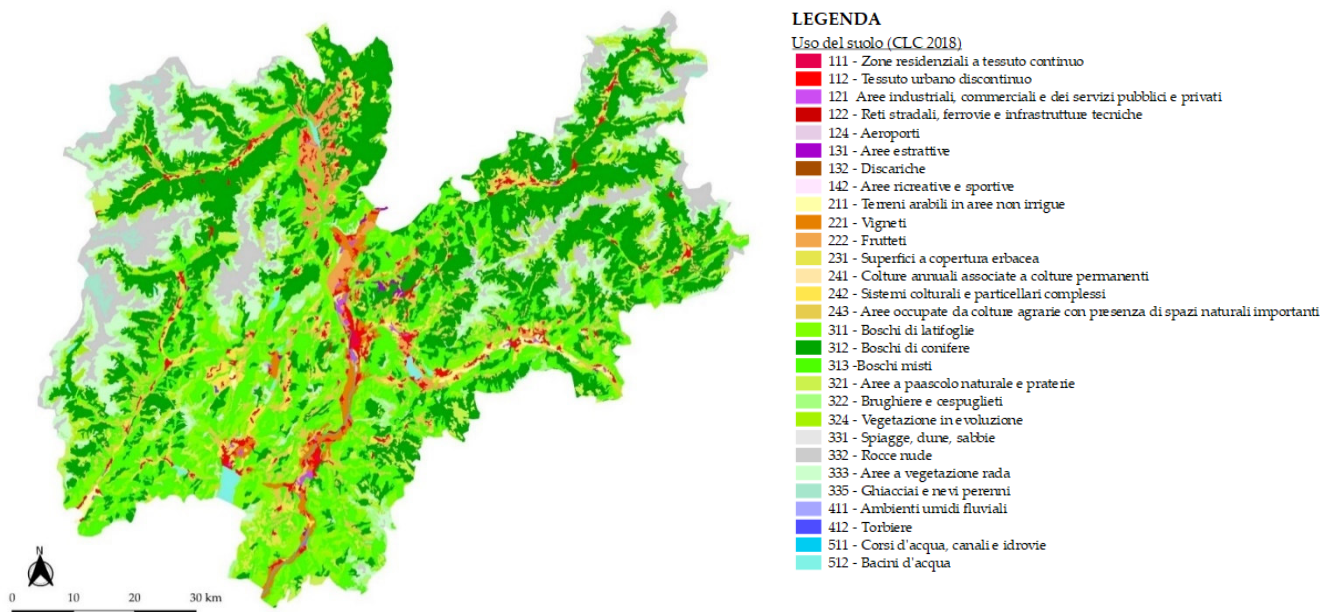 LEGENDA
Uso del suolo (CLC 2018)
111 - Zone residenziali a tessuto continuo
112 - Tessuto urbano discontinuo
121 Aree industriali, commerciali e dei servizi pubblici e privati
122 - Reti stradali, ferrovie e infrastrutture tecniche
124 - Aeroporti
131 - Aree estrattive
132 - Discariche
142 - Aree ricreative e sportive
211 - Terreni arabili in aree non irrigue
221 - Vigneti
222 - Frutteti
231 - Superfici a copertura erbacea
241 - Colture annuali associate a colture permanenti
242 - Sistemi colturali e particellari complessi
243 - Aree occupate da colture agrarie con presenza di spazi naturali importanti
311 - Boschi di latifoglie
312 - Boschi di conifere
313 -Boschi misti
321 - Aree a paascolo naturale e praterie
322 - Brughiere e cespuglieti
324 - Vegetazione in evoluzione
331 - Spiagge, dune, sabbie
332 - Rocce nude
333 - Aree a vegetazione rada
335 - Ghiacciai e nevi perenni
411 - Ambienti umidi fluviali
412 - Torbiere
511 - Corsi d'acqua, canali e idrovie
512 - Bacini d'acqua
N
0 10 20 30 km